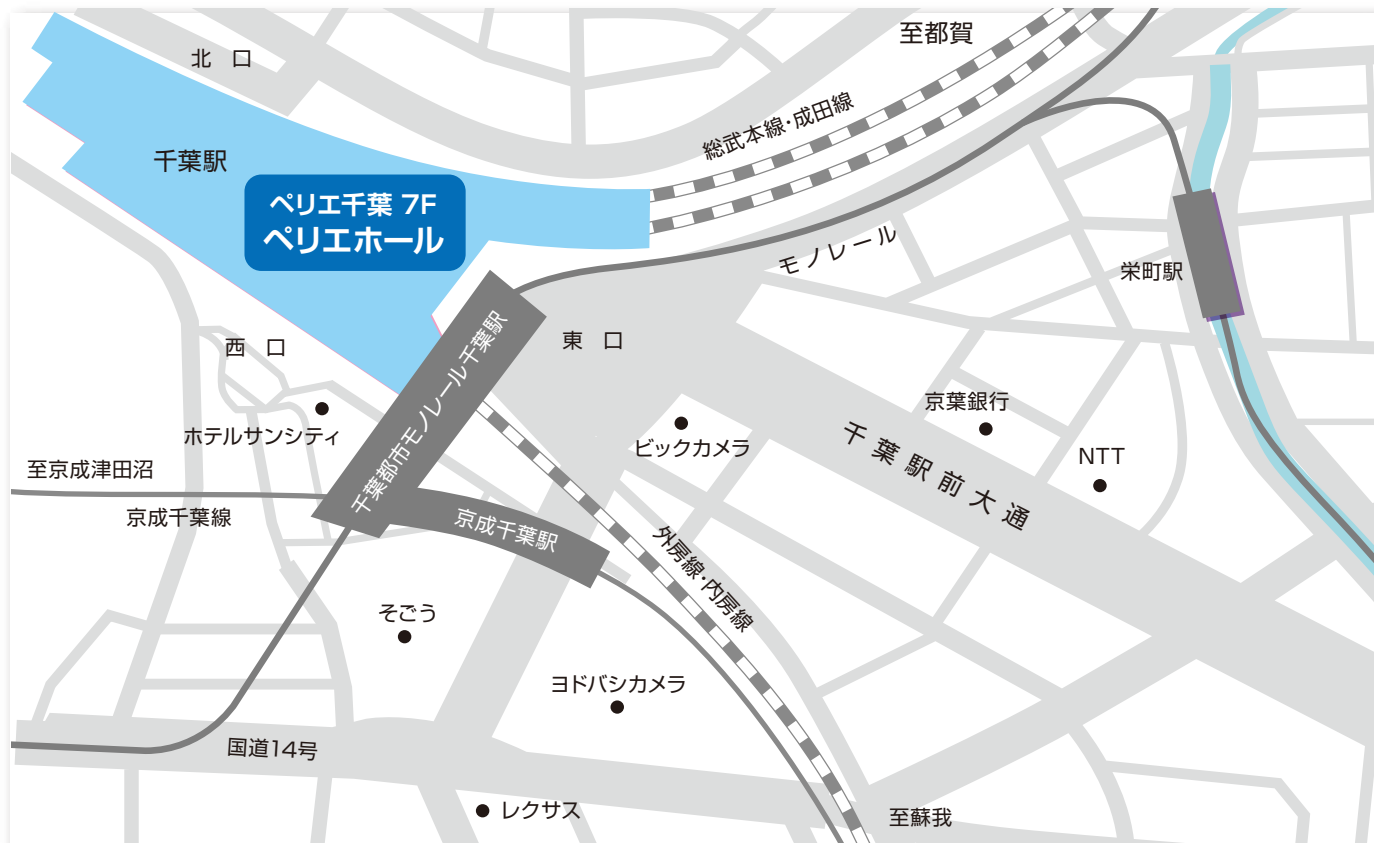 至都賀
北 口
総武本線・成田線
千葉駅
ペリエ千葉 7F
ペリエホール
モノレール
栄町駅
千葉都市モノレール千葉駅
東 口
西 口
京葉銀行
ホテルサンシティ
ビックカメラ
千葉駅前大通
NTT
至京成津田沼
京成千葉線
京成千葉駅
外房線・内房線
そごう
ヨドバシカメラ
国道14号
レクサス
至蘇我